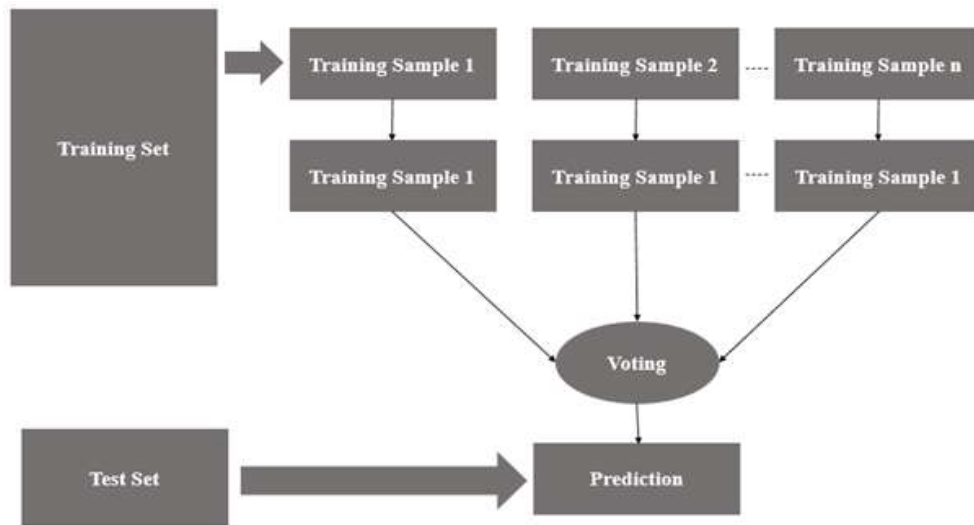 Training Sample 1
Training Sample 2
Training Sample n
Training Set
Training Sample 1
Training Sample 1
Training Sample 1
Voting
Test Set
Prediction